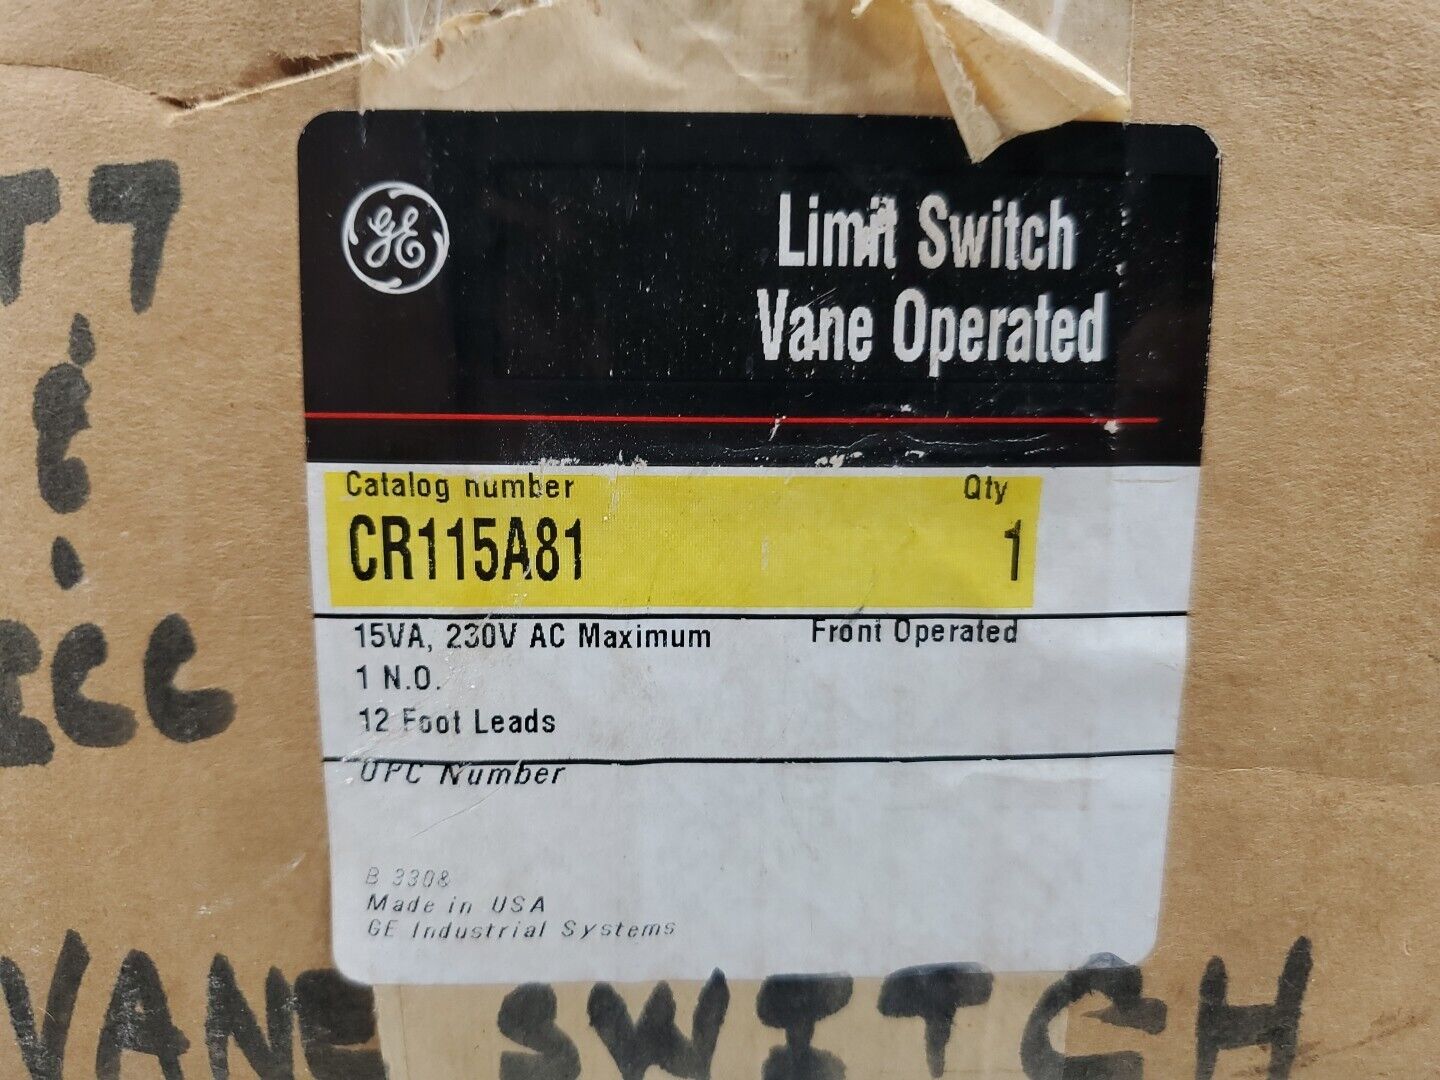 GE
Limit Switch
Vane Operated
Catalog number Qty
CR115A81 1
15VA, 230V AC Maximum Front Operated
1 N.O.
12 Foot Leads
UPC Number
B 3308
Made in USA
GE Industrial Systems
VANE SWITCH